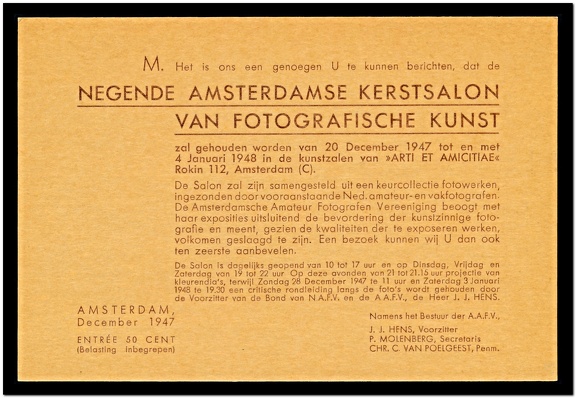 M. Het is ons een genoegen U te kunnen berichten, dat de
NEGENDE AMSTERDAMSE KERSTSALON
VAN FOTOGRAFISCHE KUNST
zal gehouden worden van 20 December 1947 tot en met
4 Januari 1948 in de kunstzalen van »ARTI ET AMICITIAE«
Rokin 112, Amsterdam (C).
De Salon zal zijn samengesteld uit een keurcollectie fotowerken,
ingezonden door vooraanstaande Ned. amateur- en vakfotografen.
De Amsterdamsche Amateur Fotografen Vereeniging beoogt met
haar exposities uitsluitend de bevordering der kunstzinnige foto-
grafie en meent, gezien de kwaliteiten der te exposeren werken,
volkomen geslaagd te zijn. Een bezoek kunnen wij U dan ook
ten zeerste aanbevelen.
De Salon is dagelijks geopend van 10 tot 17 uur en op Dinsdag, Vrijdag en
Zaterdag van 19 tot 22 uur Op deze avonden van 21 tot 21.15 uur projectie van
kleurendia's, terwijl Zondag 28 December 1947 te 11 uur en Zaterdag 3 Januari
1948 te 19.30 een critische rondleiding langs de foto's wordt gehouden door
de Voorzitter van de Bond van N.A.F.V. en de A.A.F.V., de Heer J. J. HENS.
AMSTERDAM,
December 1947
ENTRÉE 50 CENT
(Belasting Inbegrepen)
Namens het Bestuur der A.A.F.V.,
J. J. HENS, Voorzitter
P. MOLENBERG, Secretaris
CHR. C. VAN POELGEEST, Penm.